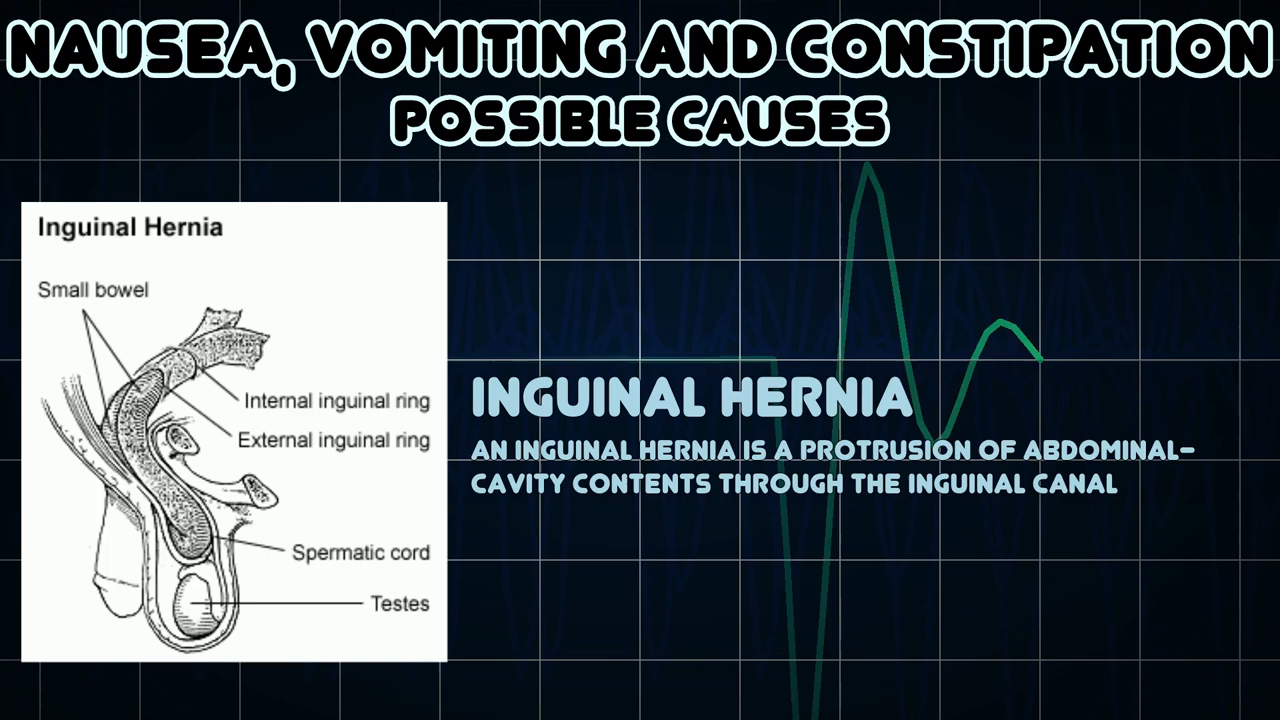 NAUSEA, VOMITING AND CONSTIPATION
POSSIBLE CAUSES
Inguinal Hernia
Small bowel
Internal inguinal ring
External inguinal ring
Spermatic cord
Testes
INGUINAL HERNIA
AN INGUINAL HERNIA IS A PROTRUSION OF ABDOMINAL-
CAVITY CONTENTS THROUGH THE INGUINAL CANAL